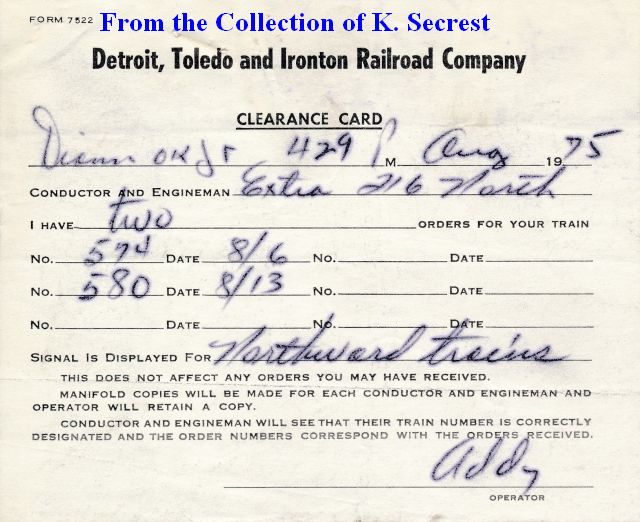 FORM 7522 From the Collection of K. Secrest
Detroit, Toledo and Ironton Railroad Company
CLEARANCE CARD
Diann OK Jr 429 P M Aug 1975
CONDUCTOR AND ENGINEMAN Extra 216 North
I HAVE two ORDERS FOR YOUR TRAIN
NO. 574 DATE 8/6 NO. DATE
NO. 580 DATE 8/13 NO. DATE
NO. DATE NO. DATE
SIGNAL IS DISPLAYED FOR Northward trains
THIS DOES NOT AFFECT ANY ORDERS YOU MAY HAVE RECEIVED.
MANIFOLD COPIES WILL BE MADE FOR EACH CONDUCTOR AND ENGINEMAN AND
OPERATOR WILL RETAIN A COPY.
CONDUCTOR AND ENGINEMAN WILL SEE THAT THEIR TRAIN NUMBER IS CORRECTLY
DESIGNATED AND THE ORDER NUMBERS CORRESPOND WITH THE ORDERS RECEIVED.
Addy
OPERATOR